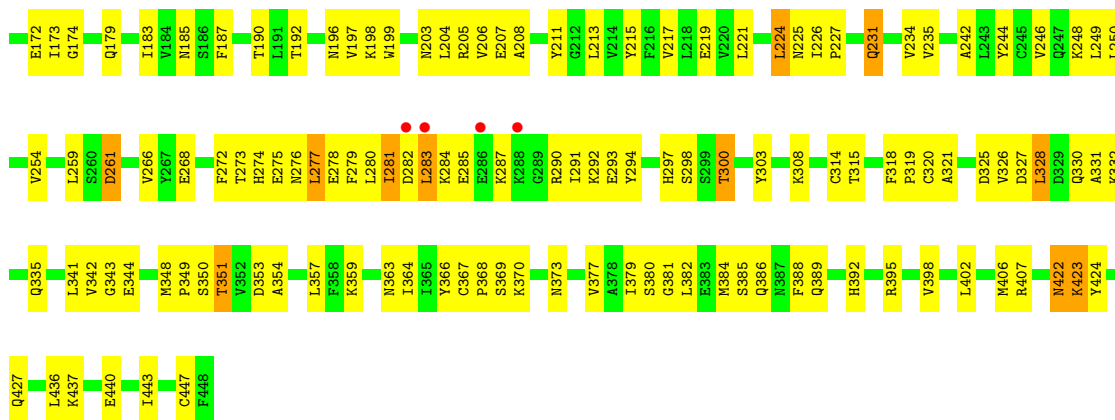 E172 I173 G174 Q179 I183 V184 N185 S186 F187 T190 L191 T192 N196 V197 K198 W199 N203 L204 R205 V206 E207 A208 Y211 G212 L213 V214 Y215 F216 V217 L218 E219 V220 L221 L224 N225 I226 P227 Q231 V234 V235 A242 L243 Y244 C245 V246 Q247 K248 L249
V254 L259 S260 D261 V266 Y267 E268 F272 T273 H274 E275 N276 L277 E278 F279 L280 I281 D282 L283 K284 E285 E286 K287 K288 G289 R290 I291 K292 E293 Y294 H297 S298 S299 T300 Y303 K308 C314 T315 F318 P319 C320 A321 D325 V326 D327 L328 D329 Q330 A331 K332
Q335 L341 V342 G343 E344 M348 P349 S350 T351 V352 D353 A354 L357 F358 K359 N363 I364 I365 Y366 C367 P368 S369 K370 N373 V377 A378 I379 S380 G381 L382 E383 M384 S385 Q386 N387 F388 Q389 H392 R395 V398 L402 M406 R407 N422 K423 Y424
Q427 L436 K437 E440 I443 C447 F448